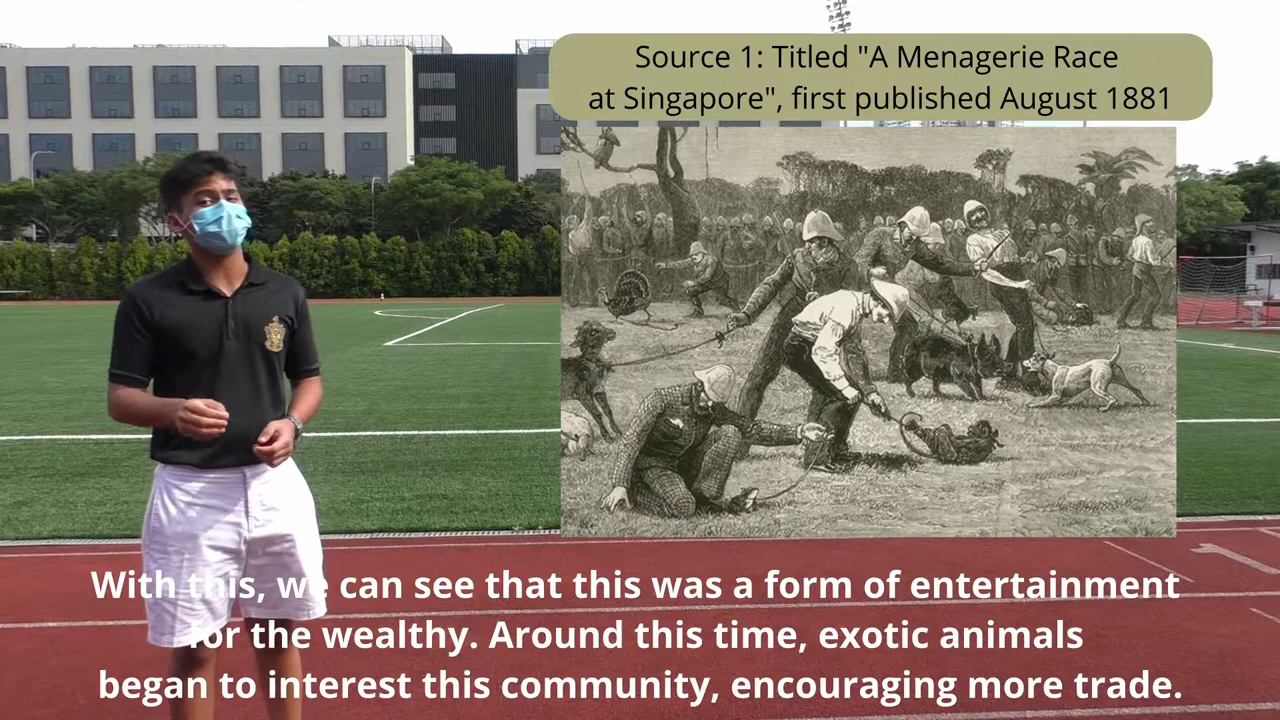 Source 1: Titled "A Menagerie Race
at Singapore", first published August 1881
With this, we can see that this was a form of entertainment
for the wealthy. Around this time, exotic animals
began to interest this community, encouraging more trade.